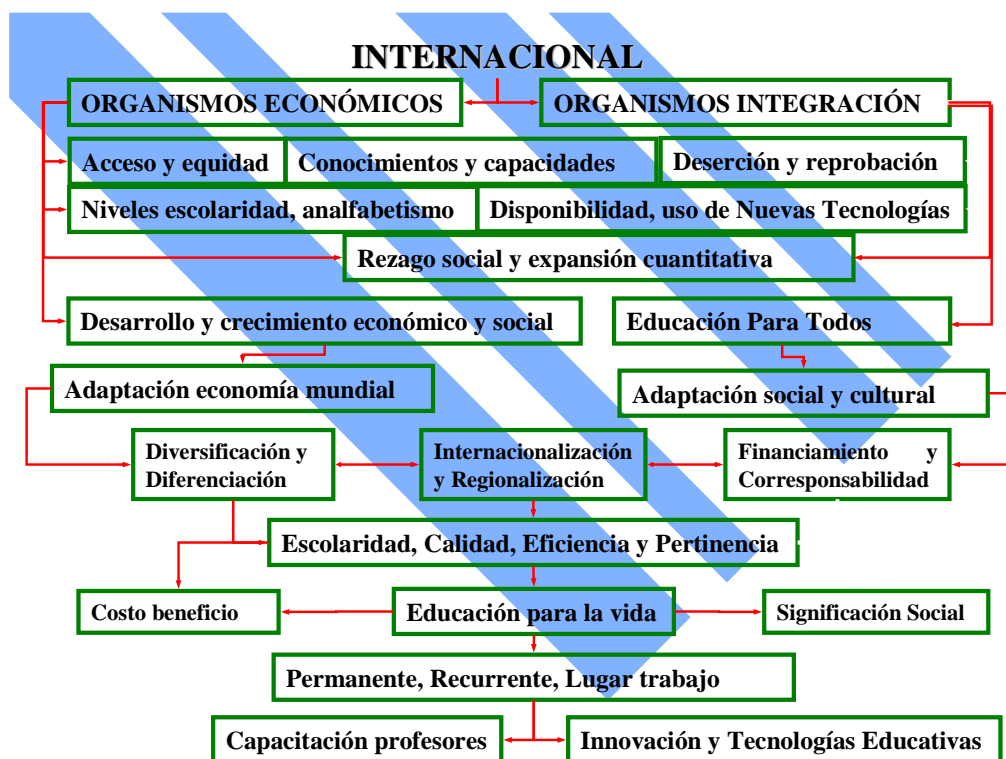 INTERNACIONAL
ORGANISMOS ECONÓMICOS
ORGANISMOS INTEGRACIÓN
Acceso y equidad
Conocimientos y capacidades
Deserción y reprobación
Niveles escolaridad, analfabetismo
Disponibilidad, uso de Nuevas Tecnologías
Rezago social y expansión cuantitativa
Desarrollo y crecimiento económico y social
Educación Para Todos
Adaptación economía mundial
Adaptación social y cultural
Diversificación y
Diferenciación
Internacionalización
y Regionalización
Financiamiento y
Corresponsabilidad
Escolaridad, Calidad, Eficiencia y Pertinencia
Costo beneficio
Educación para la vida
Significación Social
Permanente, Recurrente, Lugar trabajo
Capacitación profesores
Innovación y Tecnologías Educativas